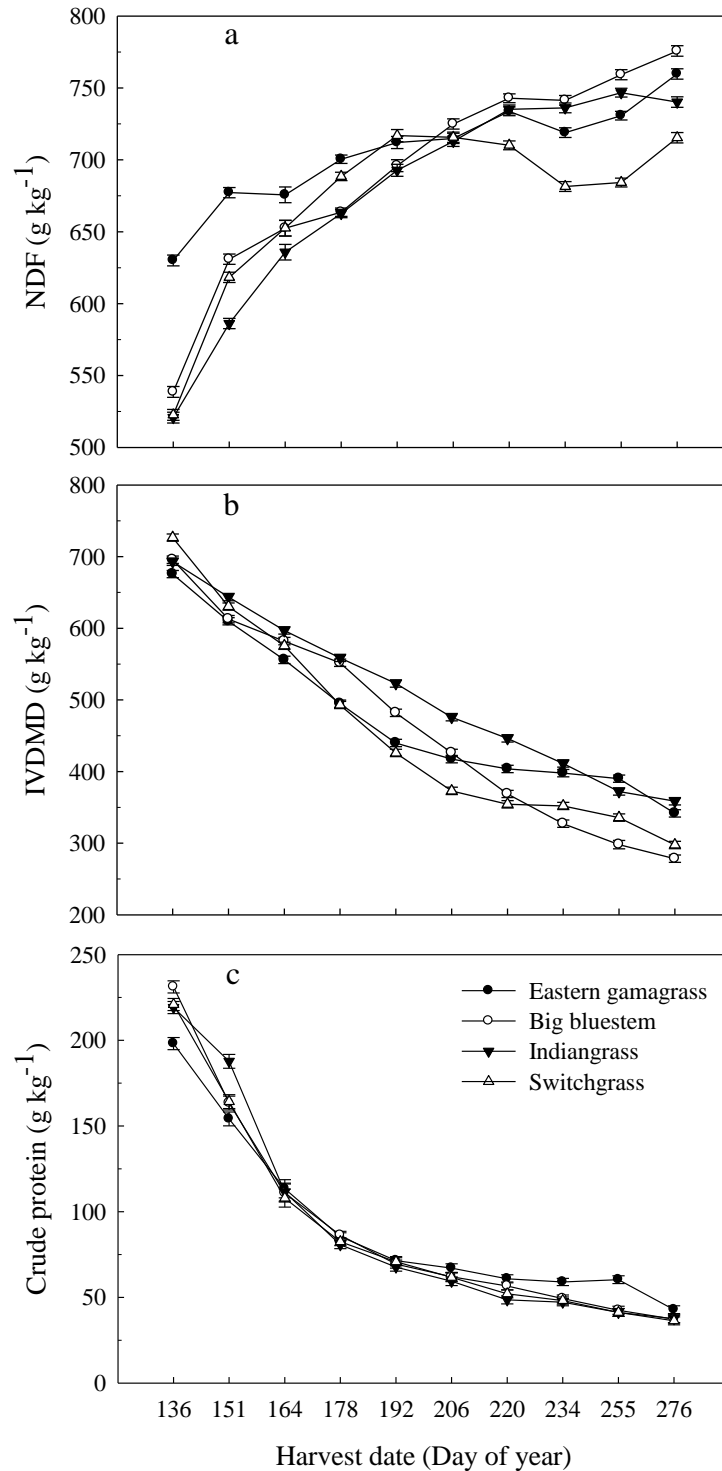 a
NDF (g kg-1)
800
750
700
650
600
550
500
b
IVDMD (g kg-1)
800
700
600
500
400
300
200
c
Crude protein (g kg-1)
250
200
150
100
50
0
Eastern gamagrass
Big bluestem
Indiangrass
Switchgrass
136 151 164 178 192 206 220 234 255 276
Harvest date (Day of year)